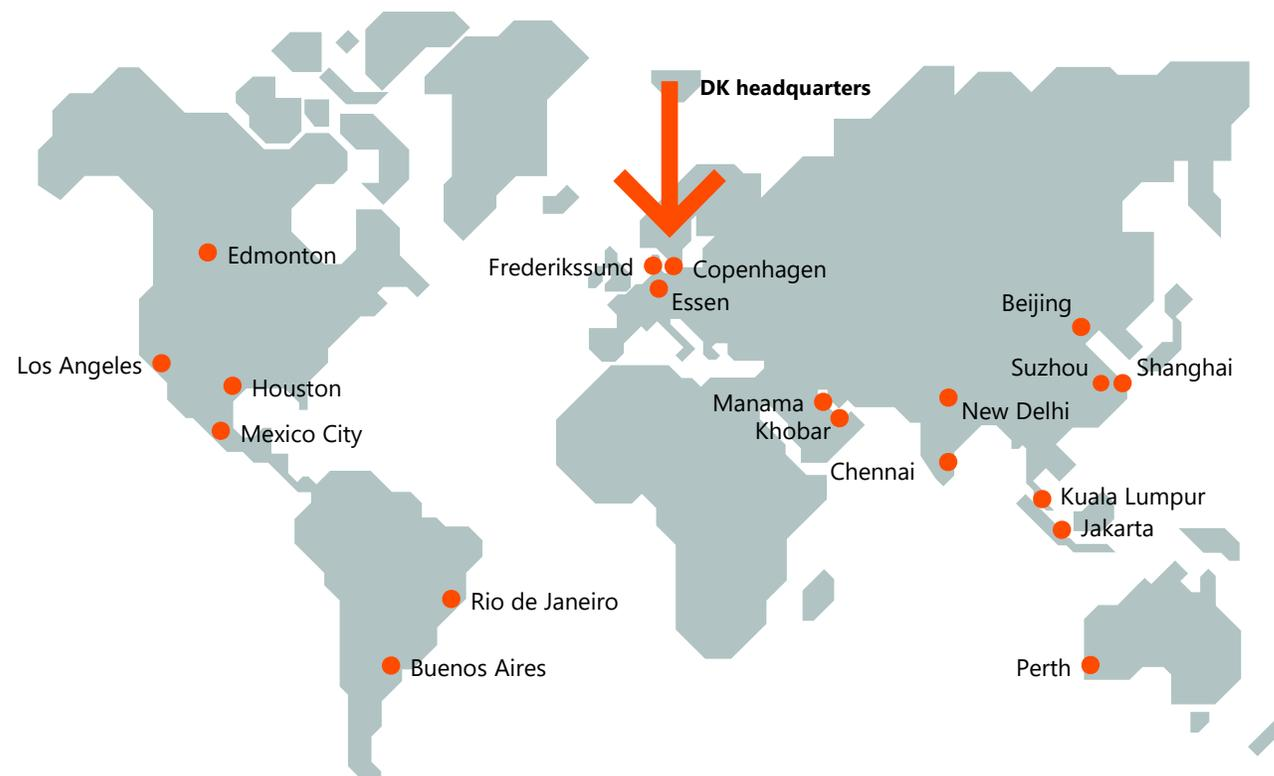 DK headquarters
Edmonton
Frederikssund
Copenhagen
Essen
Beijing
Los Angeles
Houston
Suzhou
Shanghai
Manama
New Delhi
Mexico City
Khobar
Chennai
Kuala Lumpur
Jakarta
Rio de Janeiro
Buenos Aires
Perth